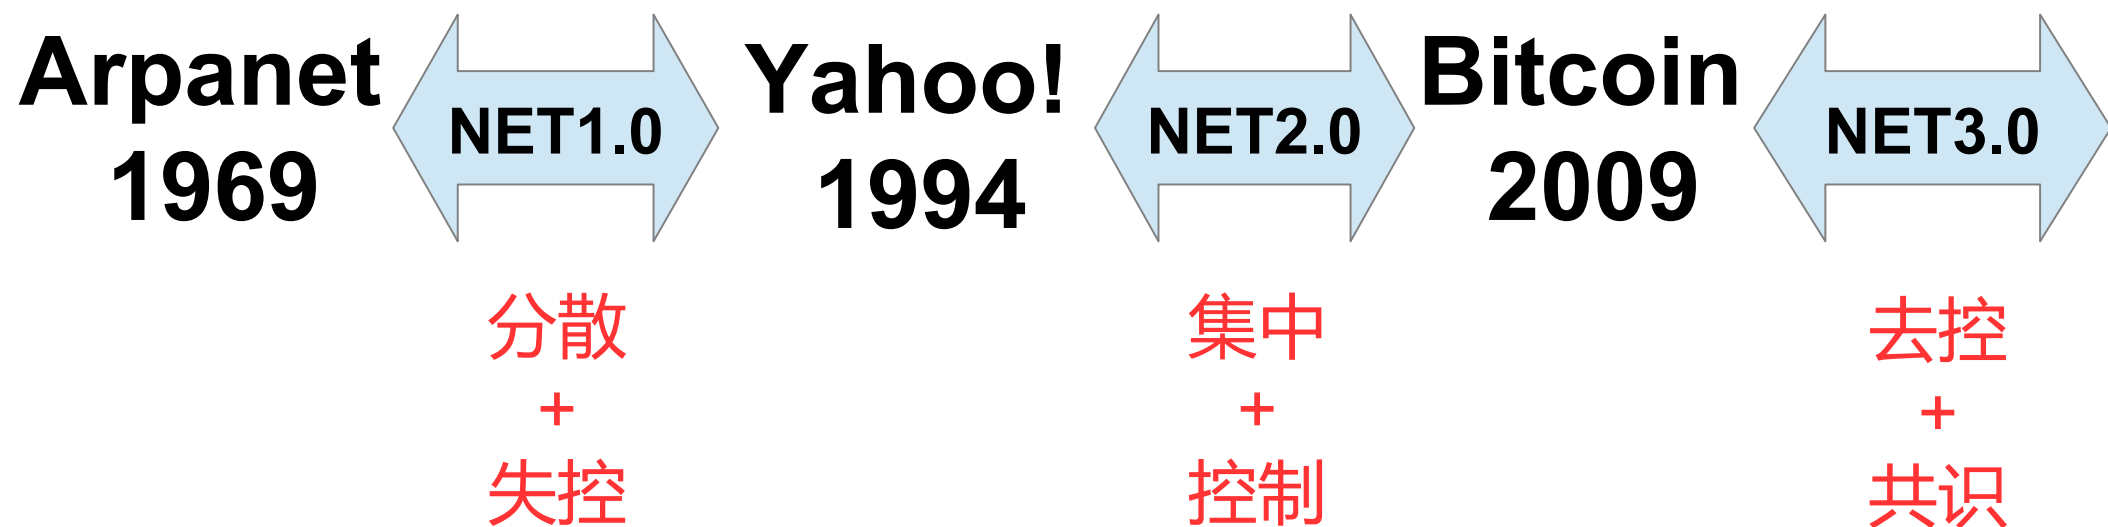 Arpanet
1969
NET1.0
Yahoo!
1994
NET2.0
Bitcoin
2009
NET3.0
分散
+
失控
集中
+
控制
去控
+
共识